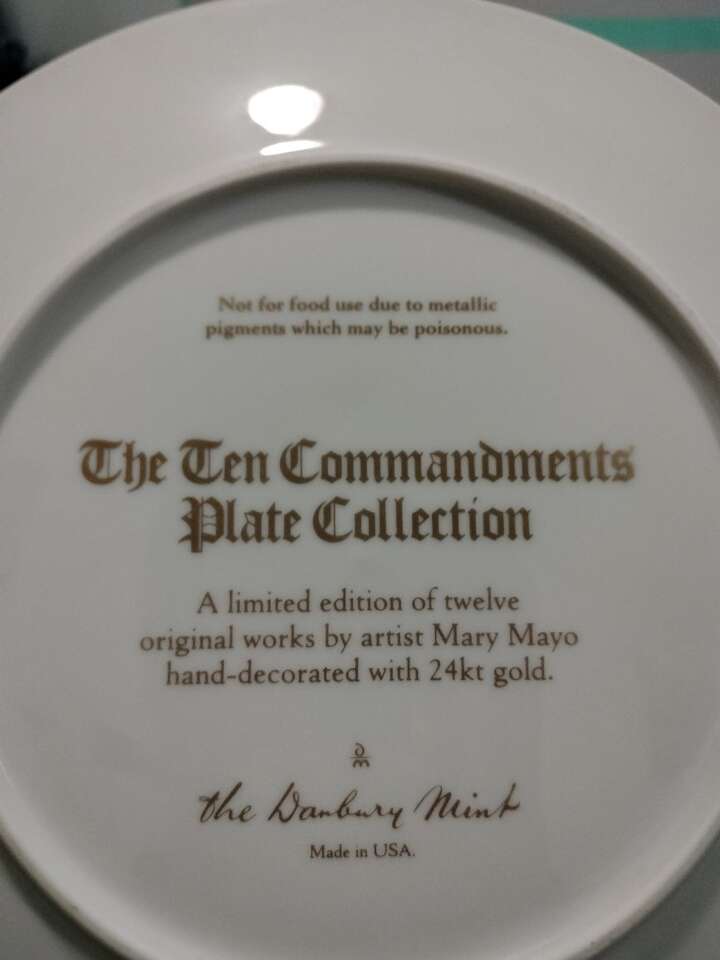 Not for food use due to metallic
pigments which may be poisonous.
The Ten Commandments
Plate Collection
A limited edition of twelve
original works by artist Mary Mayo
hand-decorated with 24kt gold.
the Danbury Mint
Made in USA.